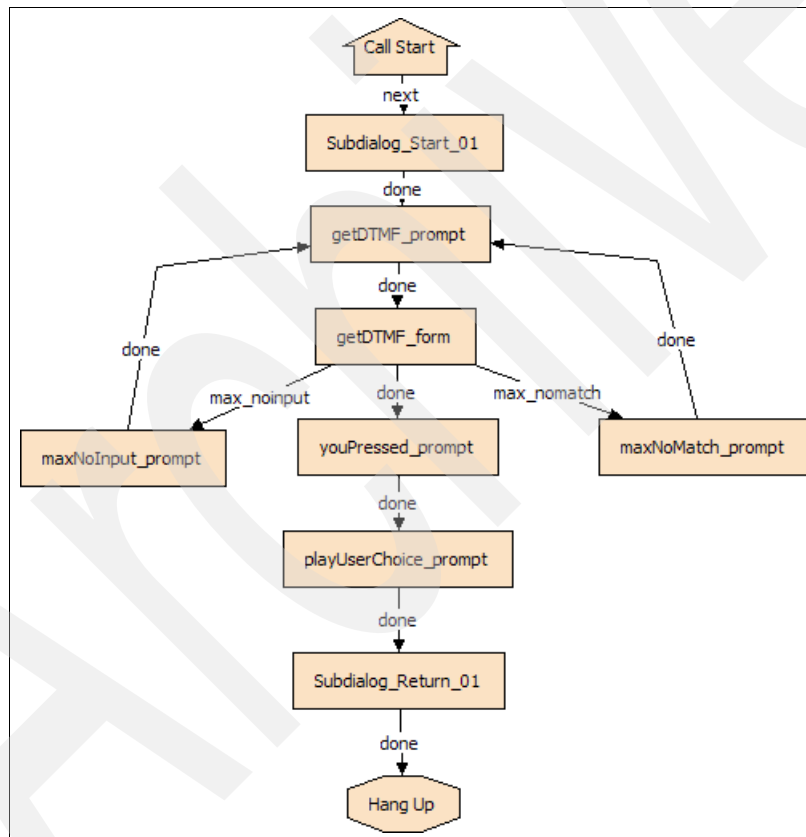 Call Start
next
Subdialog_Start_01
done
getDTMF_prompt
done
done
done
getDTMF_form
max_noinput
done
max_nomatch
maxNoInput_prompt
youPressed_prompt
maxNoMatch_prompt
done
playUserChoice_prompt
done
Subdialog_Return_01
done
Hang Up